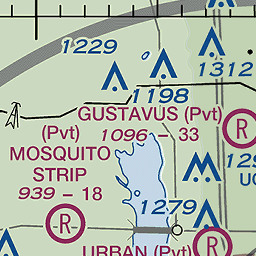 1229
1312
1198
GUSTAVUS (Pvt)
1096 - 33
R
(Pvt)
MOSQUITO
STRIP
939 - 18
R
1279
URBAN (Pvt)
R